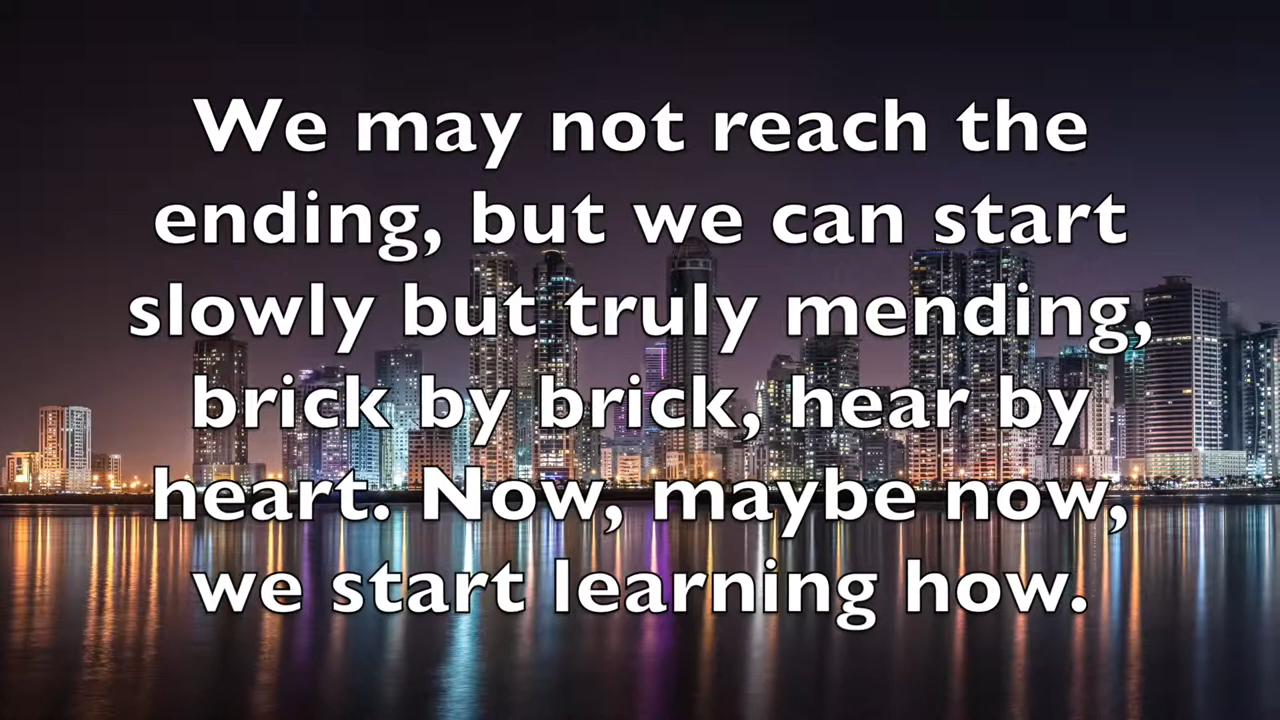 We may not reach the
ending, but we can start
slowly but truly mending,
brick by brick, hear by
heart. Now, maybe now,
we start learning how.